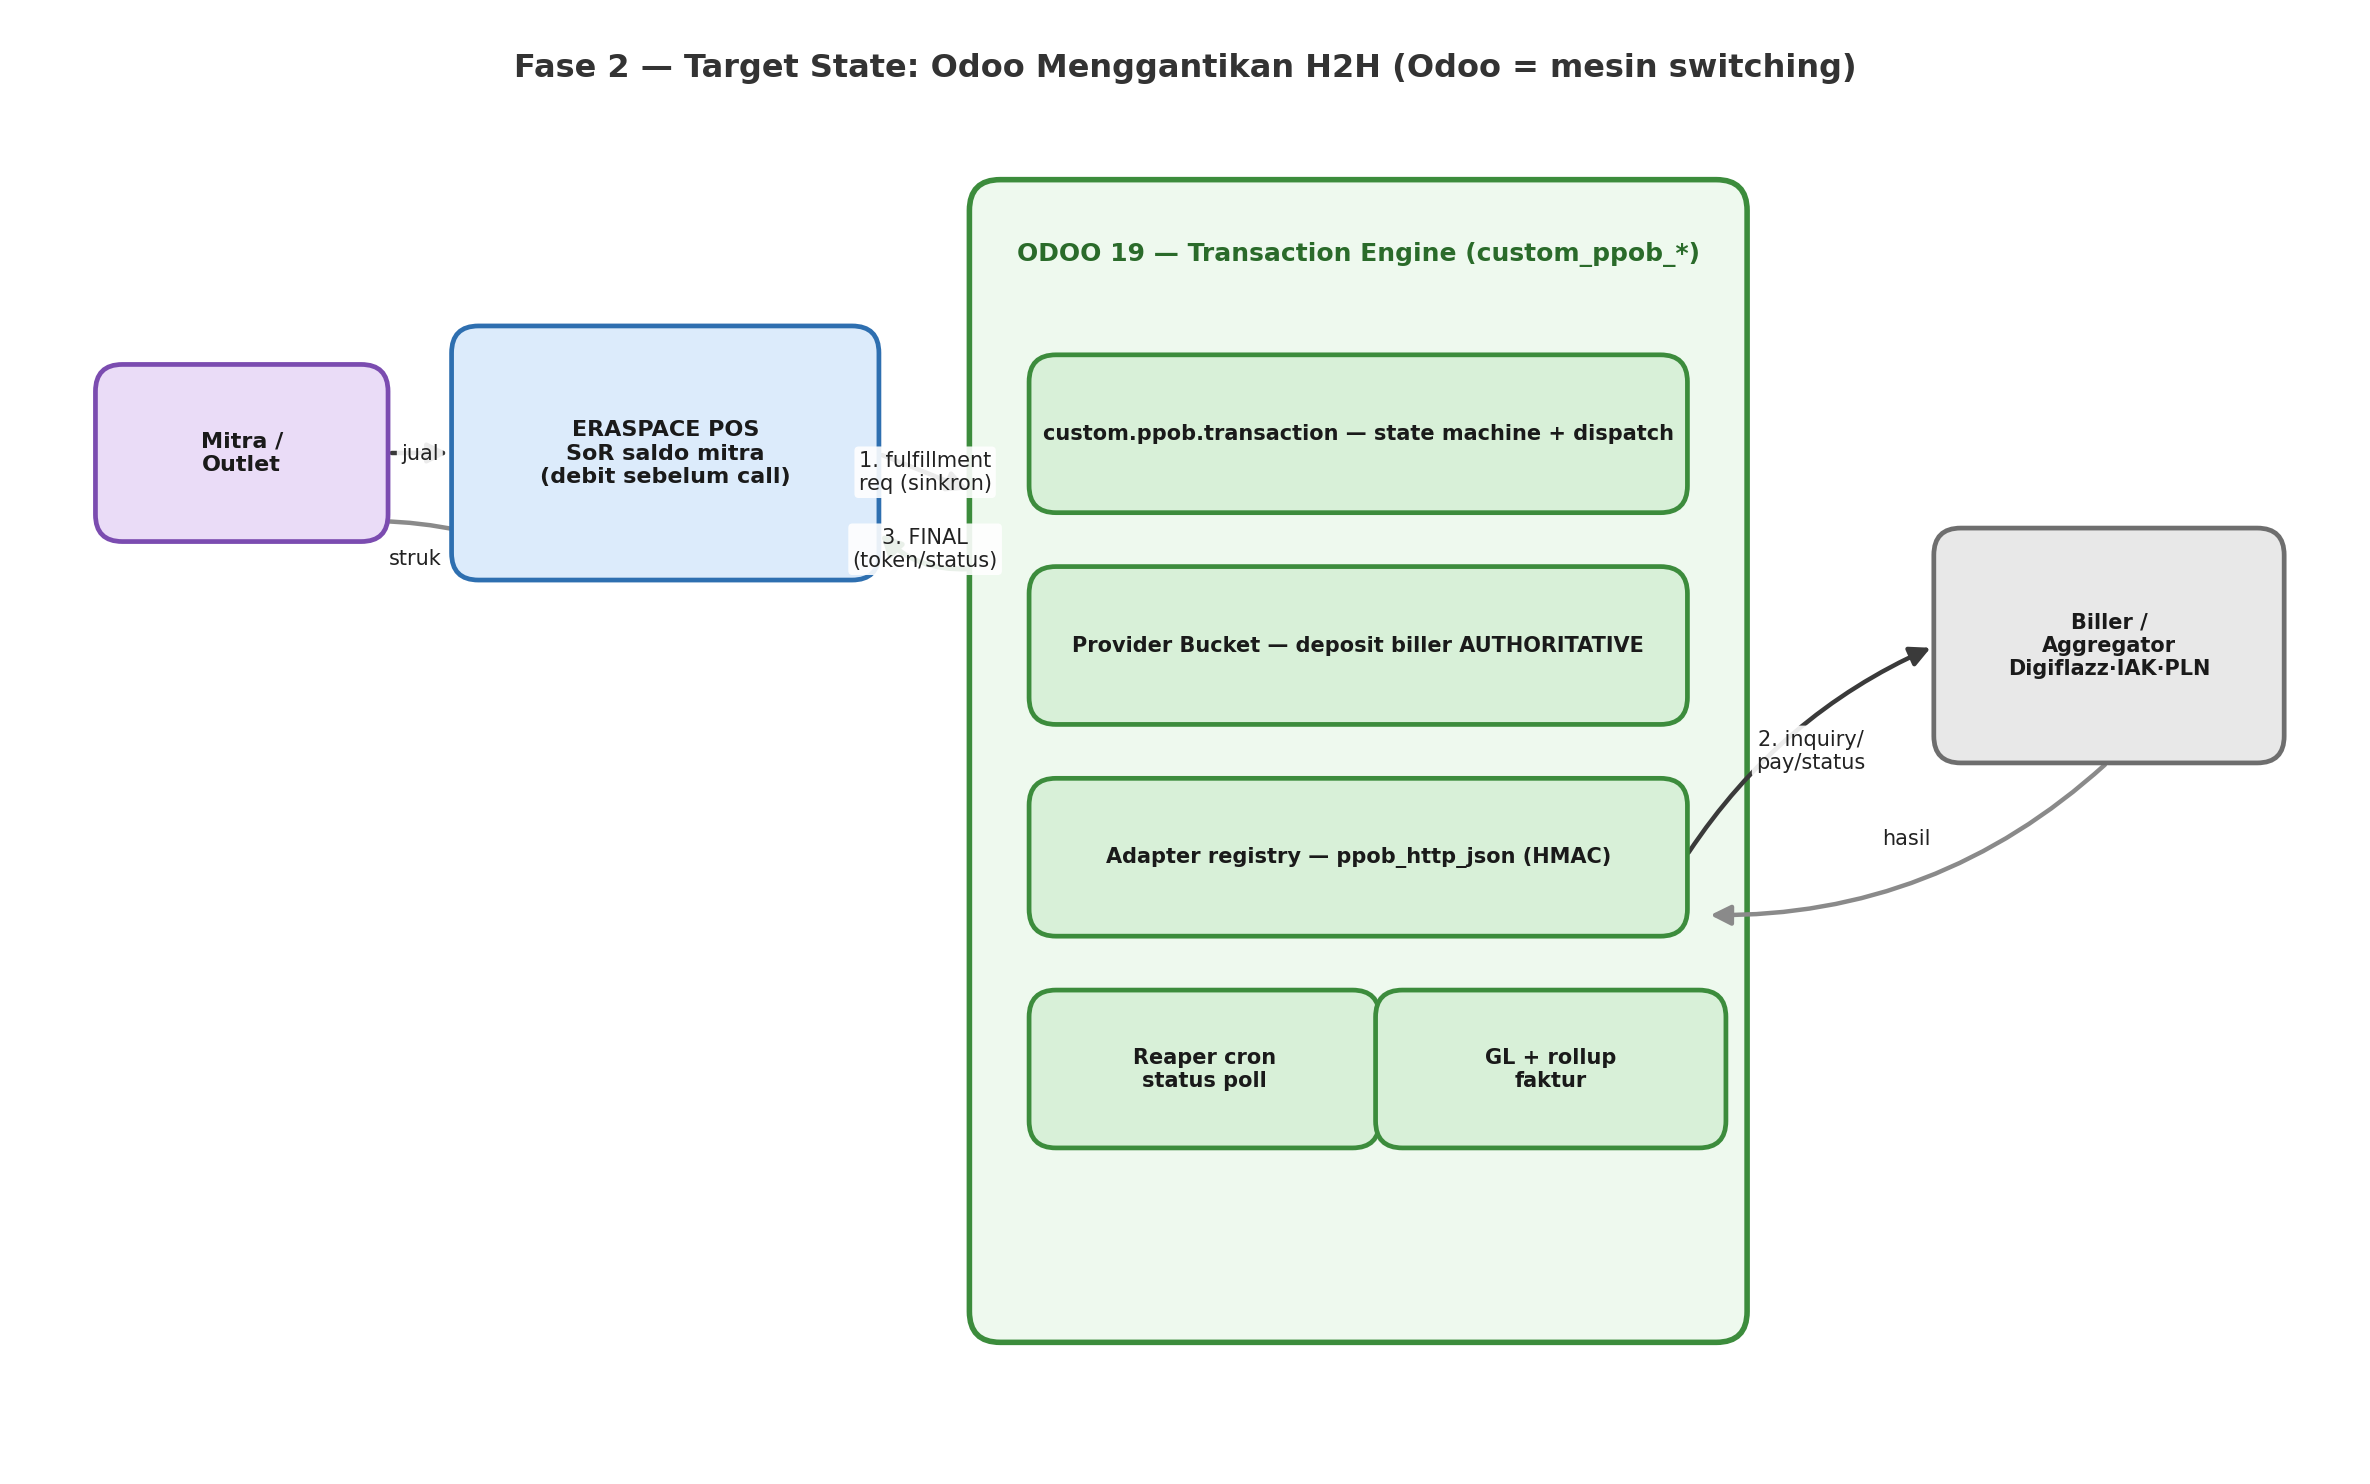 Fase 2 — Target State: Odoo Menggantikan H2H (Odoo = mesin switching)
Mitra /
Outlet
jual
struk
ERASPACE POS
SoR saldo mitra
(debit sebelum call)
1. fulfillment
req (sinkron)
3. FINAL
(token/status)
ODOO 19 — Transaction Engine (custom_ppob_*)
custom.ppob.transaction — state machine + dispatch
Provider Bucket — deposit biller AUTHORITATIVE
Adapter registry — ppob_http_json (HMAC)
Reaper cron
status poll
GL + rollup
faktur
2. inquiry/
pay/status
hasil
Biller /
Aggregator
Digiflazz·IAK·PLN